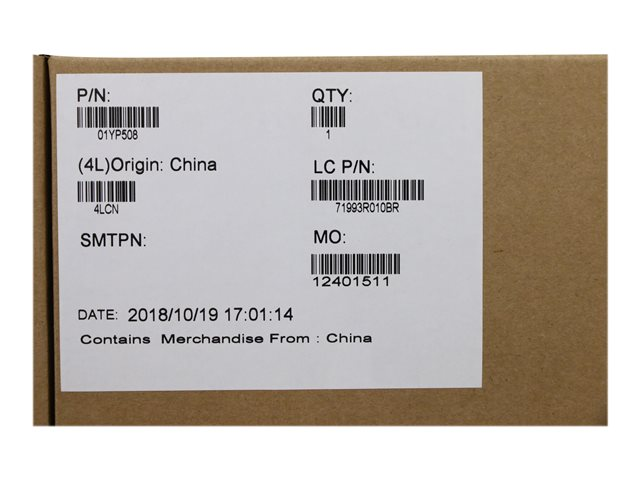 P/N:
01YP508
QTY:
1
(4L)Origin: China
4LCN
LC P/N:
71993R010BR
SMTPN:
MO:
12401511
DATE: 2018/10/19 17:01:14
Contains Merchandise From : China